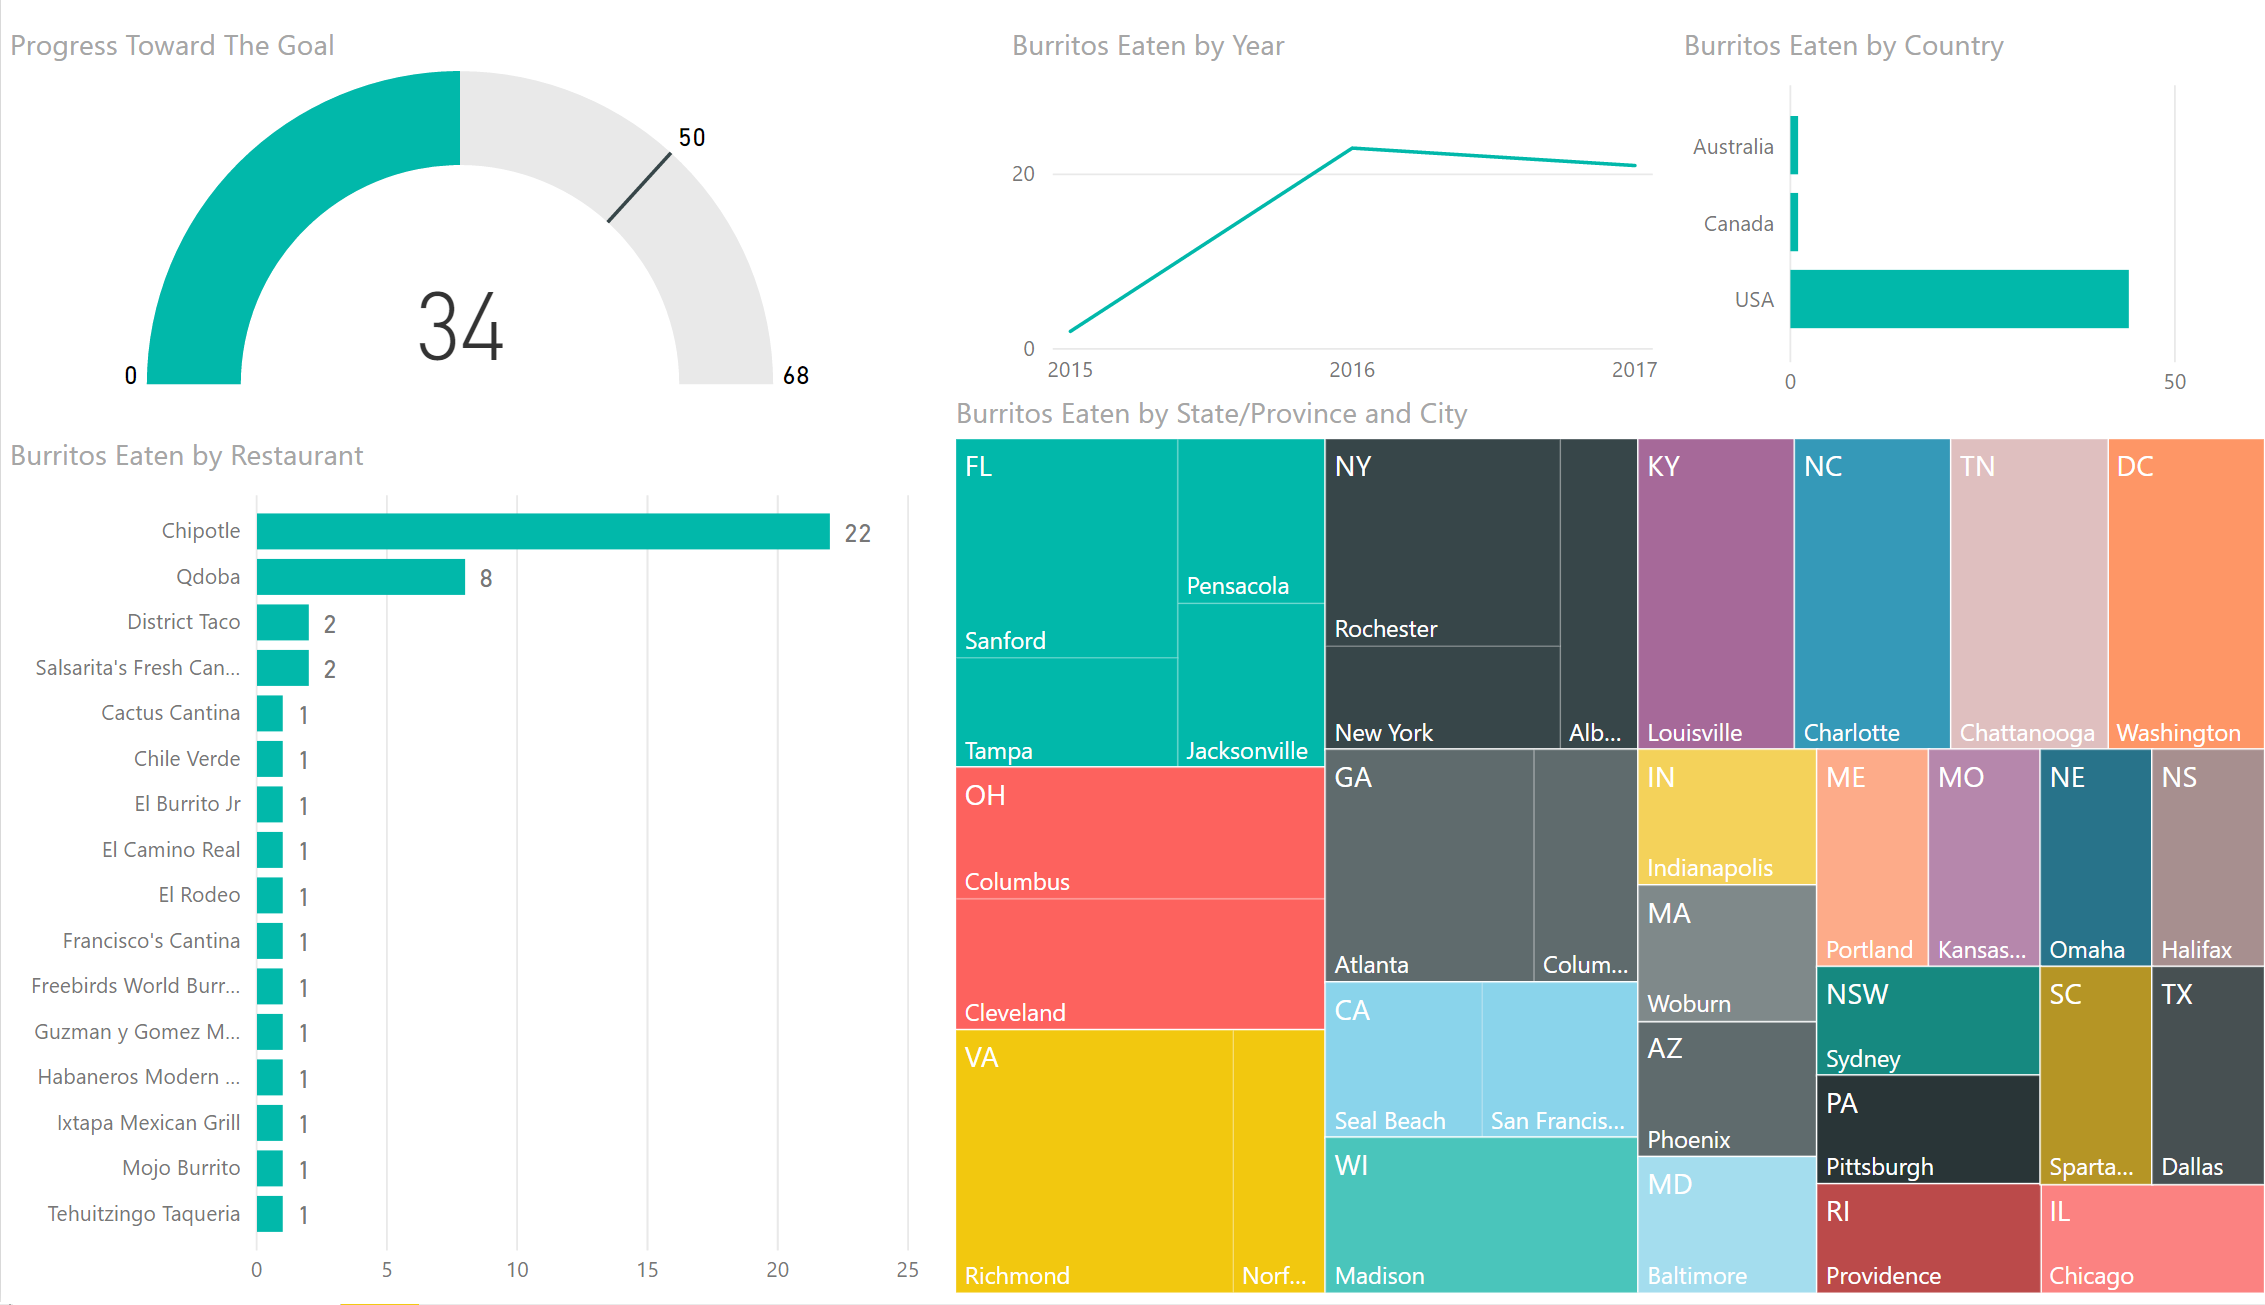 Progress Toward The Goal
50
34
0
68
Burritos Eaten by Year
20
0
2015 2016 2017
Burritos Eaten by Country
Australia
Canada
USA
0 50
Burritos Eaten by Restaurant
Chipotle 22
Qdoba 8
District Taco 2
Salsarita's Fresh Can... 2
Cactus Cantina 1
Chile Verde 1
El Burrito Jr 1
El Camino Real 1
El Rodeo 1
Francisco's Cantina 1
Freebirds World Burr... 1
Guzman y Gomez M... 1
Habaneros Modern ... 1
Ixtapa Mexican Grill 1
Mojo Burrito 1
Tehuitzingo Taqueria 1
0 5 10 15 20 25
Burritos Eaten by State/Province and City
FL
Sanford
Pensacola
Tampa
Jacksonville
OH
Columbus
Cleveland
VA
Richmond
Norf...
NY
Rochester
New York
Alb...
GA
Atlanta
Colum...
CA
Seal Beach
San Francis...
WI
Madison
KY
Louisville
NC
Charlotte
TN
Chattanooga
DC
Washington
IN
Indianapolis
MA
Woburn
AZ
Phoenix
MD
Baltimore
ME
Portland
MO
Kansas...
NE
Omaha
NS
Halifax
NSW
Sydney
PA
Pittsburgh
RI
Providence
SC
Sparta...
TX
Dallas
IL
Chicago